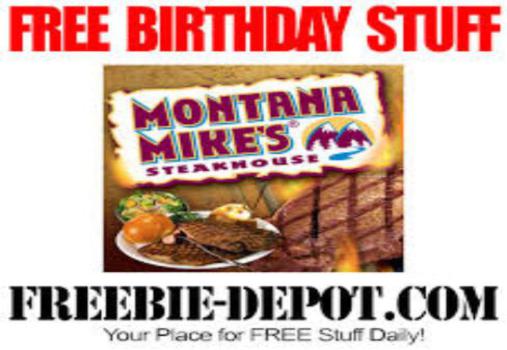 FREE BIRTHDAY STUFF
MONTANA
MIKE'S®
STEAKHOUSE
FREEBIE-DEPOT.COM
Your Place for FREE Stuff Daily!